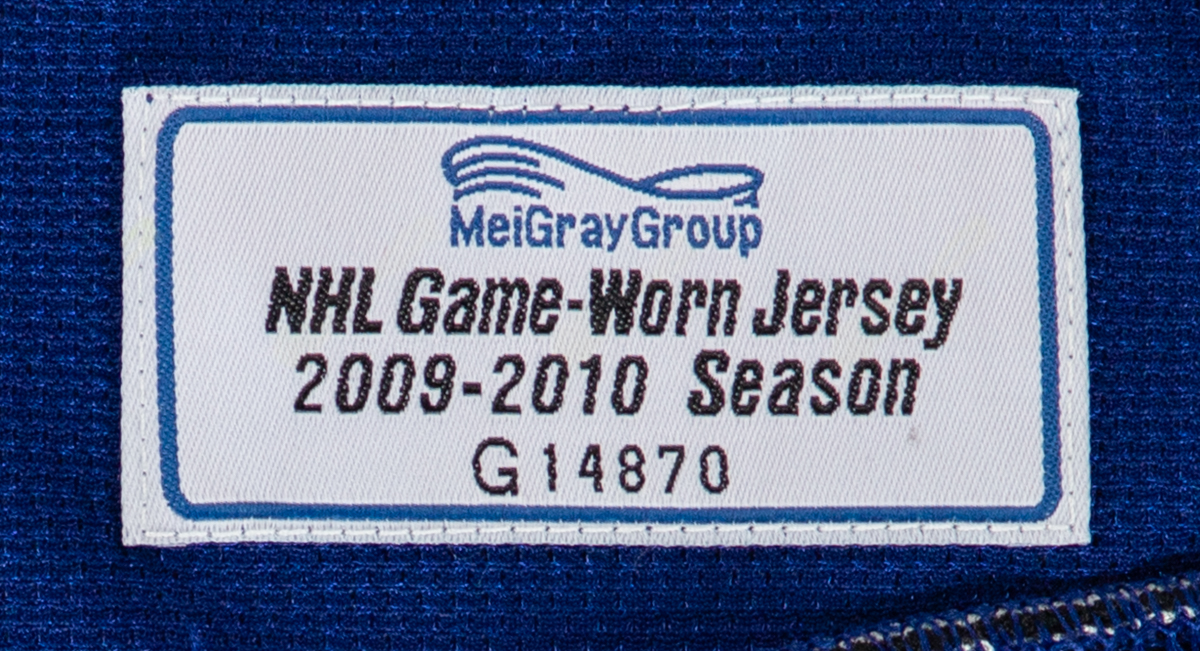 MeiGrayGroup
NHL Game-Worn Jersey
2009-2010 Season
G14870